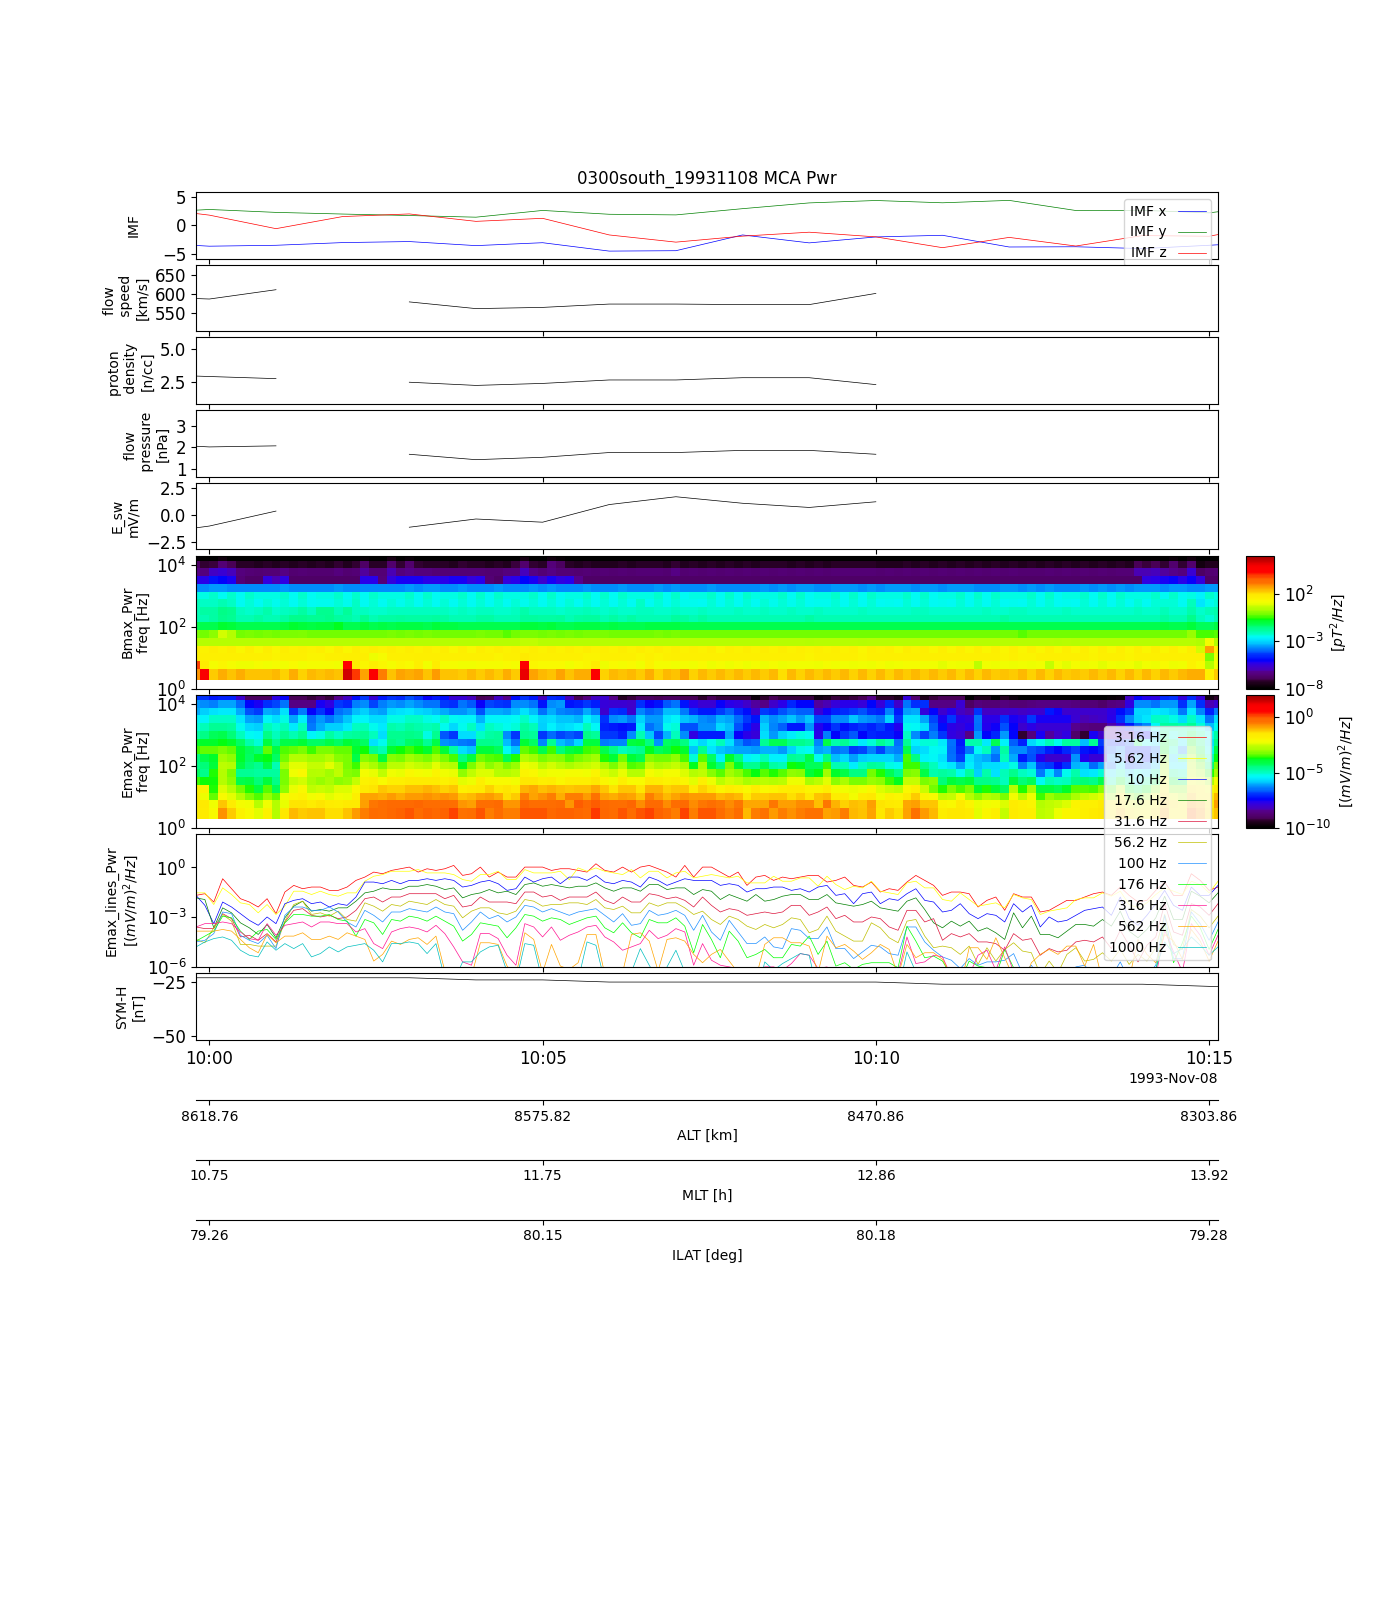 0300south_19931108 MCA Pwr
5
0
−5
IMF
IMF x
IMF y
IMF z
650
600
550
flow
speed
[km/s]
5.0
2.5
proton
density
[n/cc]
3
2
1
flow
pressure
[nPa]
2.5
0.0
−2.5
E_sw
mV/m
10^4
10^2
10^0
Bmax_Pwr
freq [Hz]
10^2
10^−3
10^−8
[pT^2/Hz]
10^4
10^2
10^0
Emax_Pwr
freq [Hz]
10^0
10^−5
10^−10
[(mV/m)^2/Hz]
3.16 Hz
5.62 Hz
10 Hz
17.6 Hz
31.6 Hz
56.2 Hz
100 Hz
176 Hz
316 Hz
562 Hz
1000 Hz
10^0
10^−3
10^−6
Emax_lines_Pwr
[(mV/m)^2/Hz]
−25
−50
SYM-H
[nT]
10:00 10:05 10:10 10:15
1993-Nov-08
8618.76 8575.82 8470.86 8303.86
ALT [km]
10.75 11.75 12.86 13.92
MLT [h]
79.26 80.15 80.18 79.28
ILAT [deg]